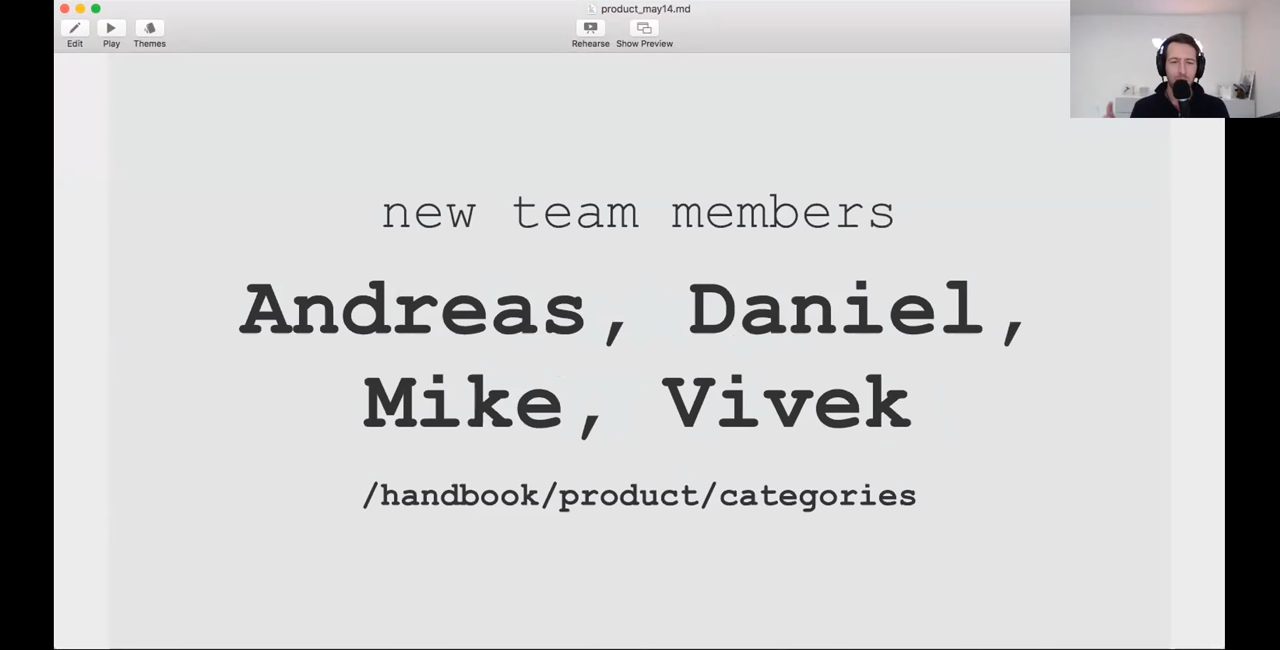 product_may14.md
Edit Play Themes Rehearse Show Preview
new team members
Andreas, Daniel,
Mike, Vivek
/handbook/product/categories